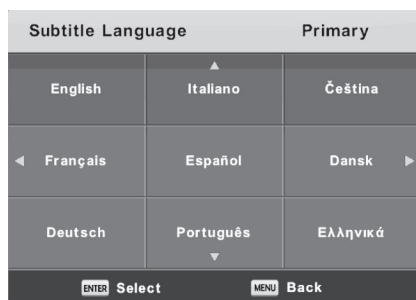 Subtitle Language Primary
English Italiano Čeština
Français Español Dansk
Deutsch Português Ελληνικά
ENTER Select MENU Back